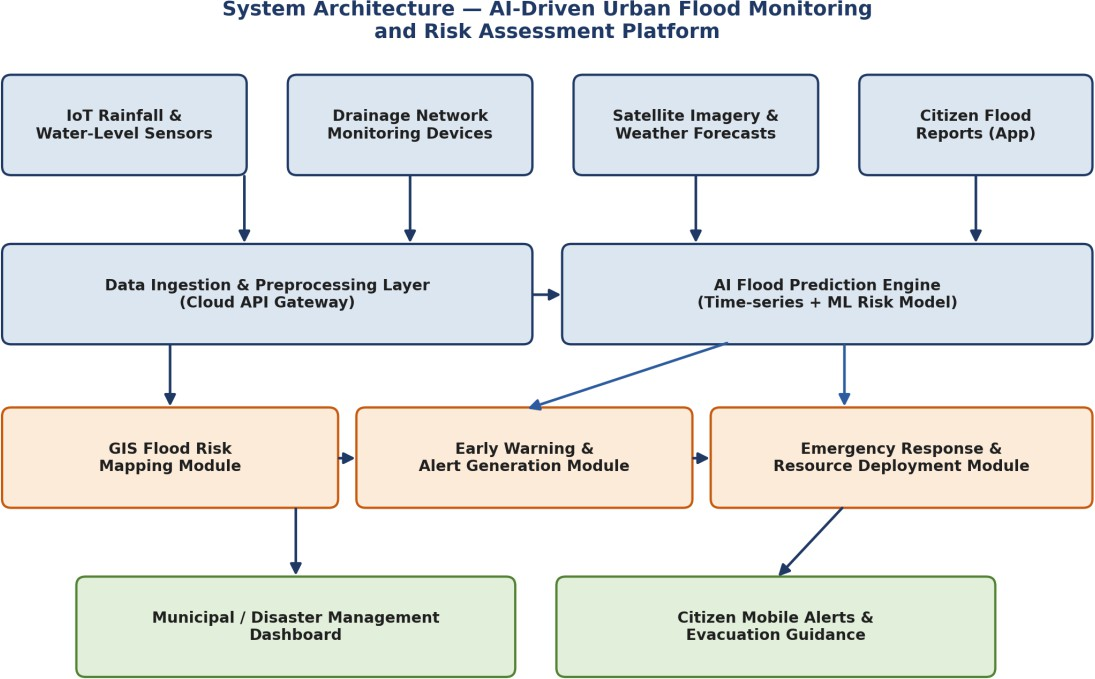 System Architecture — AI-Driven Urban Flood Monitoring
and Risk Assessment Platform
IoT Rainfall &
Water-Level Sensors
Drainage Network
Monitoring Devices
Satellite Imagery &
Weather Forecasts
Citizen Flood
Reports (App)
Data Ingestion & Preprocessing Layer
(Cloud API Gateway)
AI Flood Prediction Engine
(Time-series + ML Risk Model)
GIS Flood Risk
Mapping Module
Early Warning &
Alert Generation Module
Emergency Response &
Resource Deployment Module
Municipal / Disaster Management
Dashboard
Citizen Mobile Alerts &
Evacuation Guidance